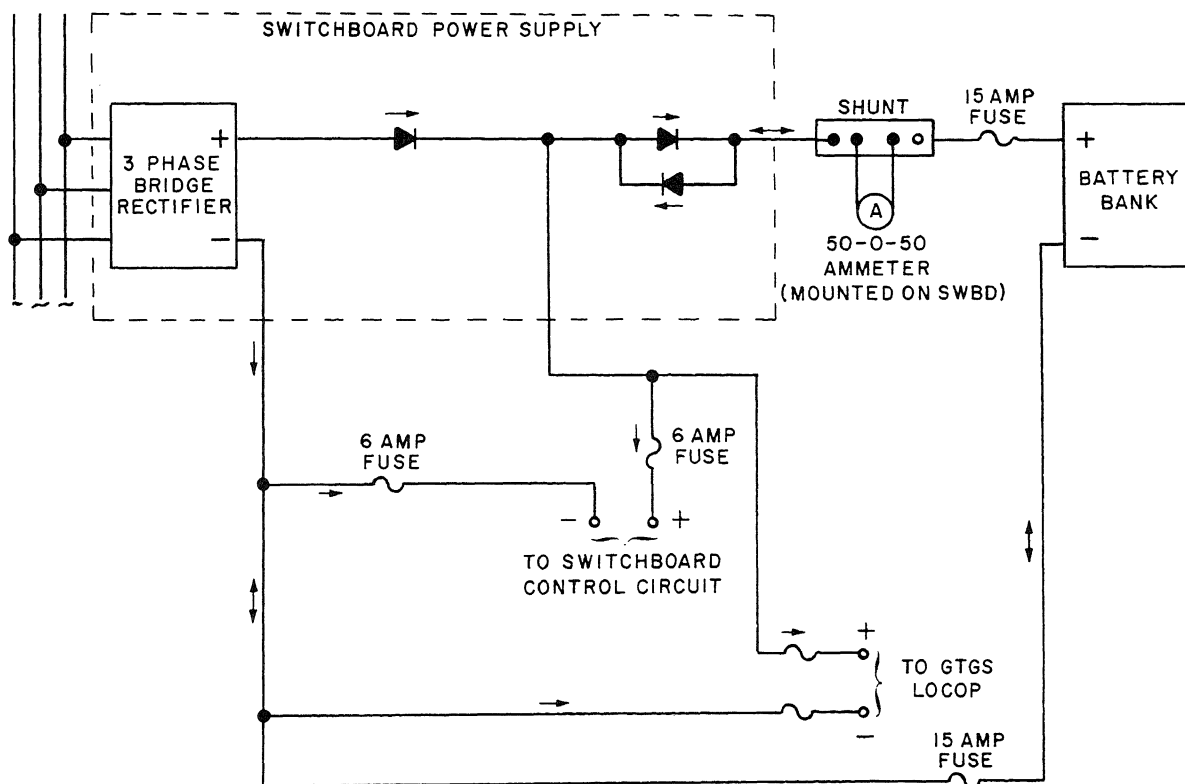 SWITCHBOARD POWER SUPPLY
3 PHASE
BRIDGE
RECTIFIER
+
−
SHUNT
A
50-0-50
AMMETER
(MOUNTED ON SWBD)
15 AMP
FUSE
+
BATTERY
BANK
−
6 AMP
FUSE
6 AMP
FUSE
− +
TO SWITCHBOARD
CONTROL CIRCUIT
+
TO GTGS
LOCOP
−
15 AMP
FUSE